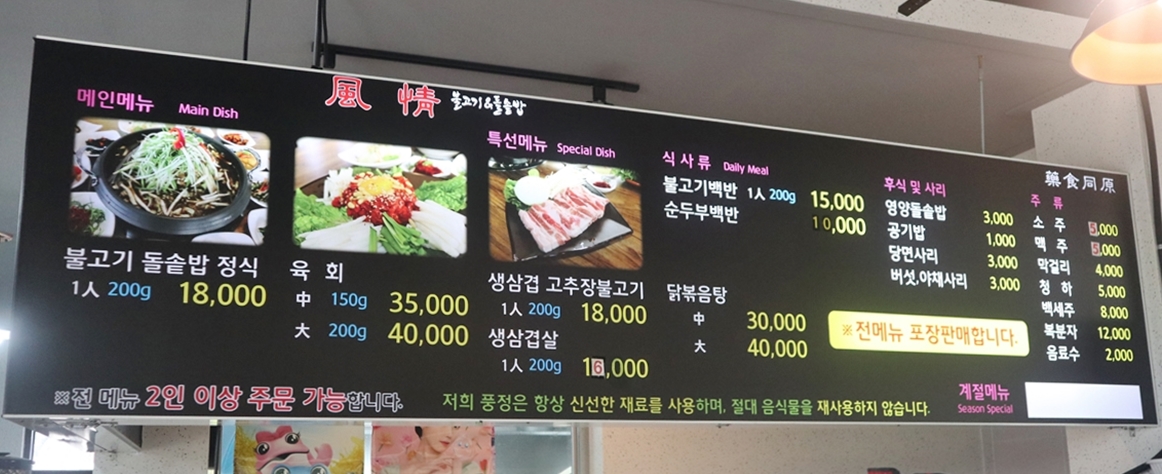 風情 불고기&돌솥밥
메인메뉴 Main Dish
불고기 돌솥밥 정식
1人 200g 18,000
육 회
中 150g 35,000
大 200g 40,000
특선메뉴 Special Dish
생삼겹 고추장불고기
1人 200g 18,000
생삼겹살
1人 200g 16,000
식사류 Daily Meal
불고기백반 1人 200g 15,000
순두부백반 10,000
닭볶음탕
中 30,000
大 40,000
후식 및 사리
영양돌솥밥 3,000
공기밥 1,000
당면사리 3,000
버섯,야채사리 3,000
※전메뉴 포장판매합니다.
藥食同原
주 류
소 주 5,000
맥 주 5,000
막걸리 4,000
청 하 5,000
백세주 8,000
복분자 12,000
음료수 2,000
계절메뉴
Season Special
※전 메뉴 2인 이상 주문 가능합니다.
저희 풍정은 항상 신선한 재료를 사용하며, 절대 음식물을 재사용하지 않습니다.